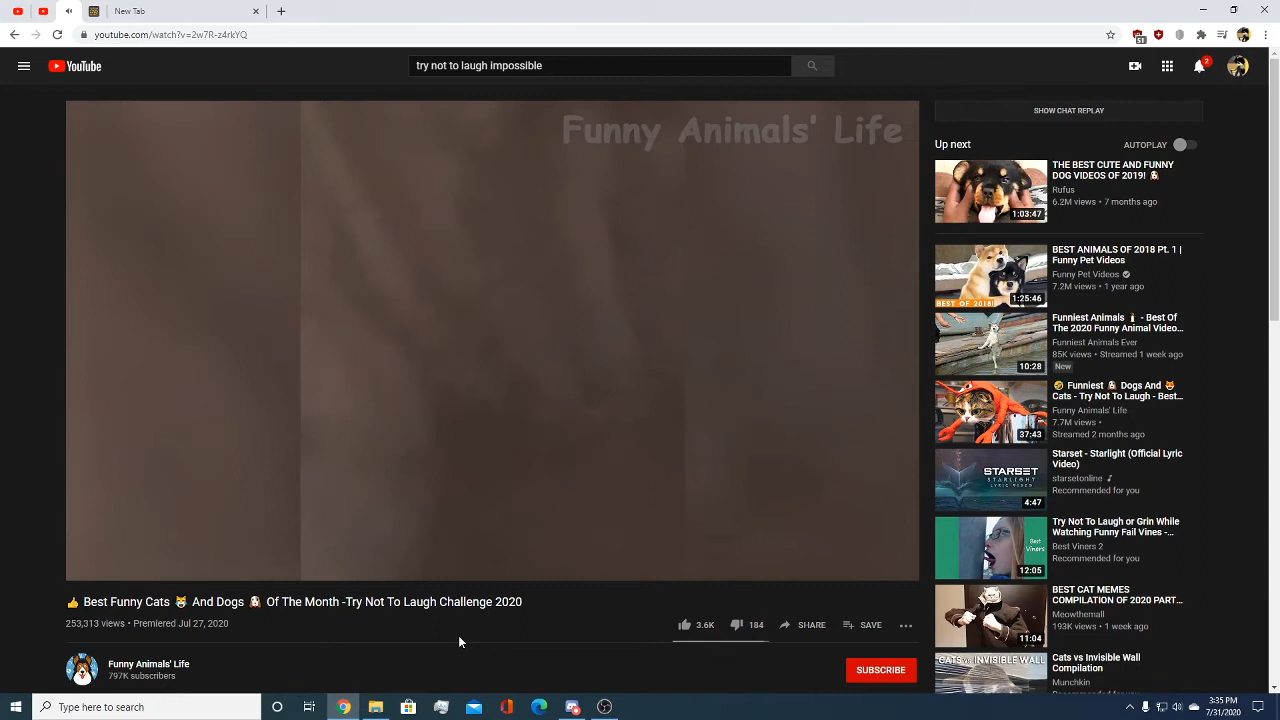 New Tab
youtube.com/watch?v=2w7R-z4rkYQ
51
YouTube
try not to laugh impossible
2
Funny Animals' Life
👍 Best Funny Cats 😹 And Dogs 🐶 Of The Month -Try Not To Laugh Challenge 2020
253,313 views • Premiered Jul 27, 2020
3.6K
184
SHARE
SAVE
Funny Animals' Life
797K subscribers
SUBSCRIBE
SHOW CHAT REPLAY
Up next
AUTOPLAY
THE BEST CUTE AND FUNNY
DOG VIDEOS OF 2019! 🐶
Rufus
6.2M views • 7 months ago
1:03:47
BEST ANIMALS OF 2018 Pt. 1 |
Funny Pet Videos
Funny Pet Videos
7.2M views • 1 year ago
BEST OF 2018!
1:25:46
Funniest Animals 🐧 - Best Of
The 2020 Funny Animal Video...
Funniest Animals Ever
85K views • Streamed 1 week ago
New
10:28
🤣 Funniest 🐶 Dogs And 😻
Cats - Try Not To Laugh - Best...
Funny Animals' Life
7.7M views •
Streamed 2 months ago
37:43
Starset - Starlight (Official Lyric
Video)
starsetonline
Recommended for you
STARSET
STARLIGHT
LYRIC VIDEO
4:47
Try Not To Laugh or Grin While
Watching Funny Fail Vines -...
Best Viners 2
Recommended for you
Best
Viners
12:05
BEST CAT MEMES
COMPILATION OF 2020 PART...
Meowthemall
193K views • 1 week ago
11:04
Cats vs Invisible Wall
Compilation
Munchkin
CATS vs INVISIBLE WALL
Type here to search
3:35 PM
7/31/2020